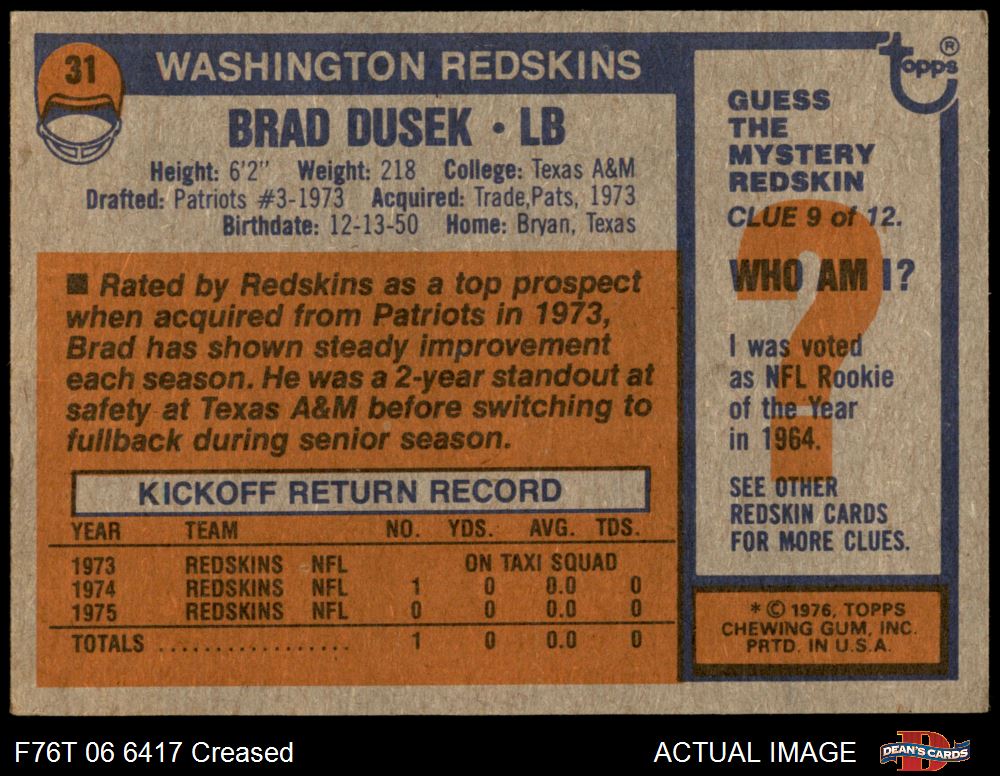 31
WASHINGTON REDSKINS
BRAD DUSEK • LB
Height: 6'2" Weight: 218 College: Texas A&M
Drafted: Patriots #3-1973 Acquired: Trade,Pats, 1973
Birthdate: 12-13-50 Home: Bryan, Texas
■ Rated by Redskins as a top prospect
when acquired from Patriots in 1973,
Brad has shown steady improvement
each season. He was a 2-year standout at
safety at Texas A&M before switching to
fullback during senior season.
KICKOFF RETURN RECORD
YEAR TEAM NO. YDS. AVG. TDS.
1973 REDSKINS NFL ON TAXI SQUAD
1974 REDSKINS NFL 1 0 0.0 0
1975 REDSKINS NFL 0 0 0.0 0
TOTALS .................. 1 0 0.0 0
topps ®
GUESS
THE
MYSTERY
REDSKIN
CLUE 9 of 12.
?
WHO AM I?
I was voted
as NFL Rookie
of the Year
in 1964.
SEE OTHER
REDSKIN CARDS
FOR MORE CLUES.
* © 1976, TOPPS
CHEWING GUM, INC.
PRTD. IN U.S.A.
F76T 06 6417 Creased
ACTUAL IMAGE
D
DEAN'S CARDS